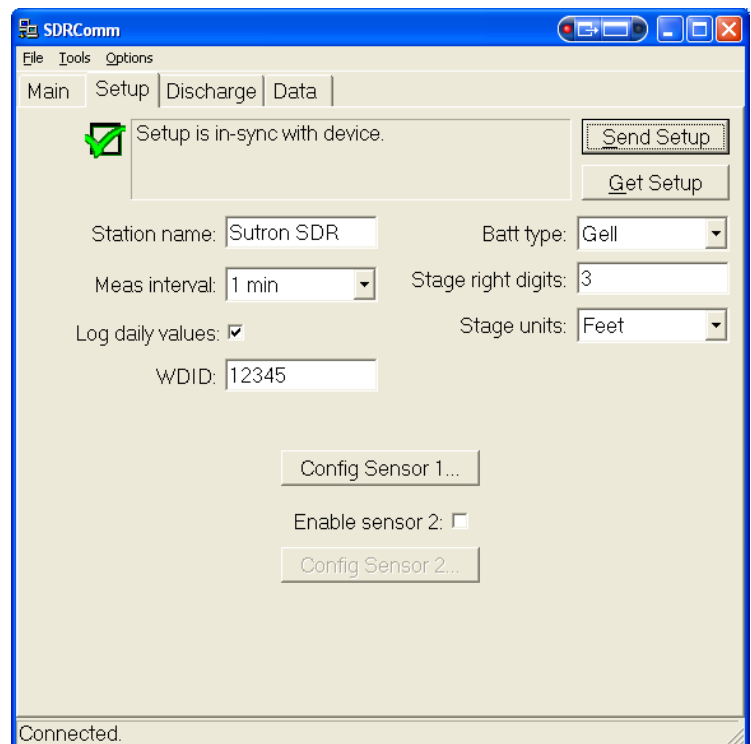 SDRComm
File Tools Options
Main Setup Discharge Data
Setup is in-sync with device.
Send Setup
Get Setup
Station name: Sutron SDR
Batt type: Gell
Meas interval: 1 min
Stage right digits: 3
Log daily values:
Stage units: Feet
WDID: 12345
Config Sensor 1...
Enable sensor 2:
Config Sensor 2...
Connected.